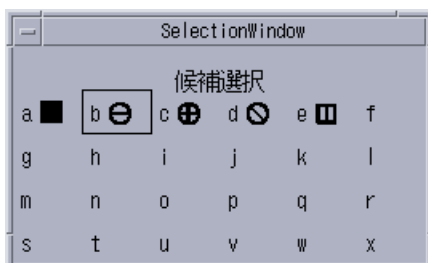 SelectionWindow
候補選択
a ■ b ⊖ c ⊕ d ⦸ e ◫ f
g h i j k l
m n o p q r
s t u v w x